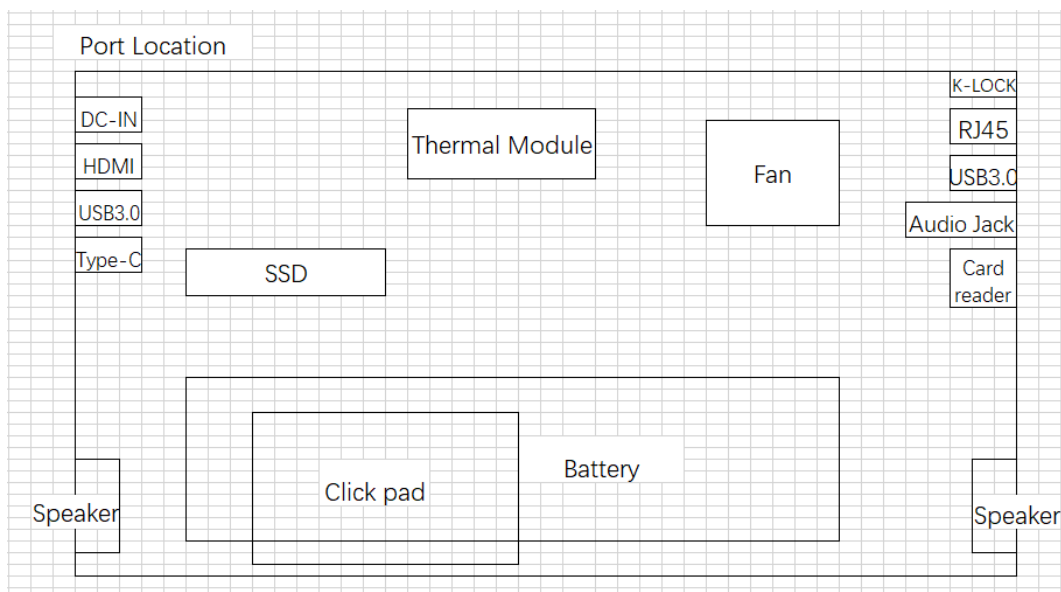 Port Location
K-LOCK
DC-IN
RJ45
Thermal Module
HDMI
Fan
USB3.0
USB3.0
Audio Jack
Type-C
SSD
Card
reader
Battery
Click pad
Speaker
Speaker